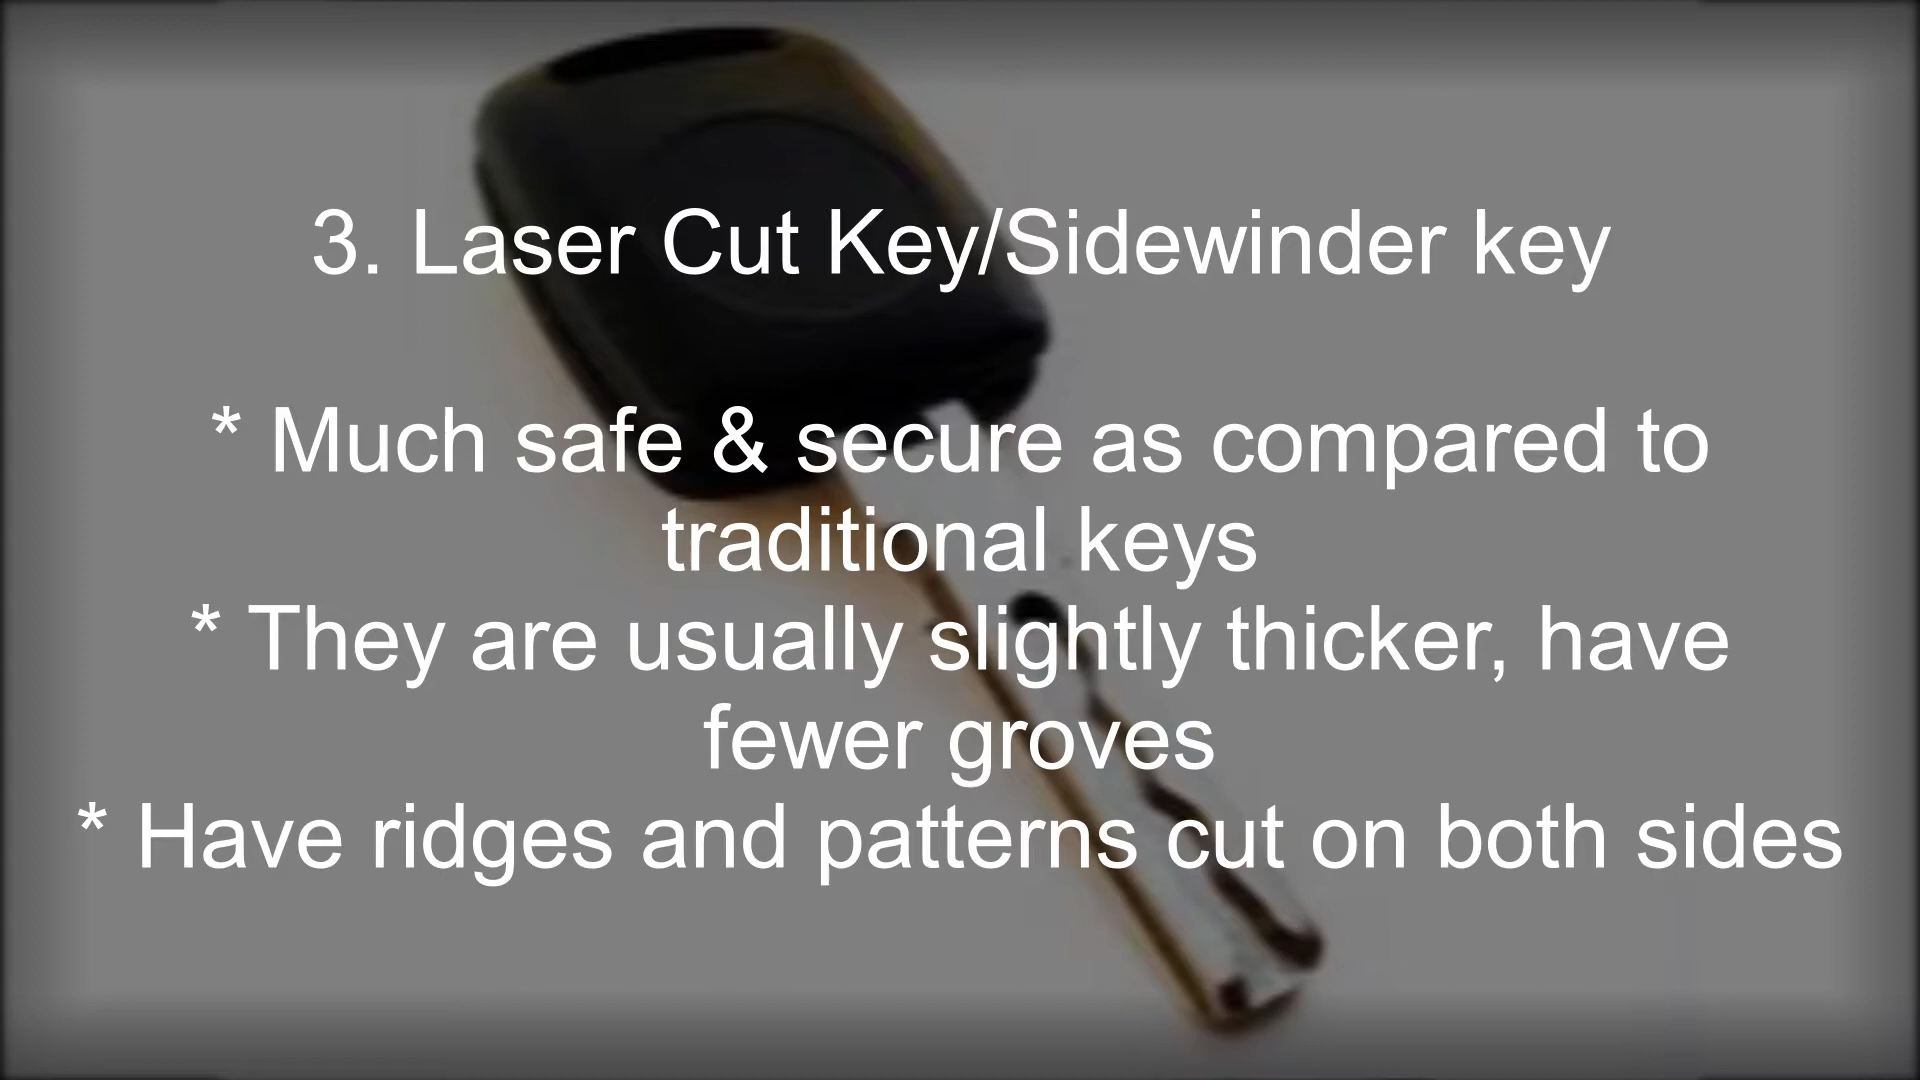 3. Laser Cut Key/Sidewinder key
* Much safe & secure as compared to
traditional keys
* They are usually slightly thicker, have
fewer groves
* Have ridges and patterns cut on both sides